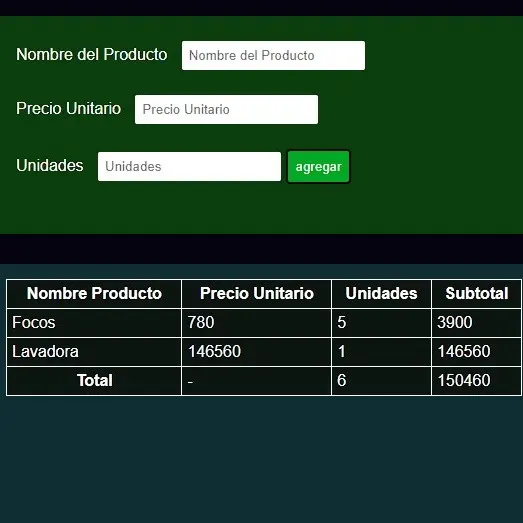 Nombre del Producto Nombre del Producto
Precio Unitario Precio Unitario
Unidades Unidades agregar
Nombre Producto Precio Unitario Unidades Subtotal
Focos 780 5 3900
Lavadora 146560 1 146560
Total - 6 150460